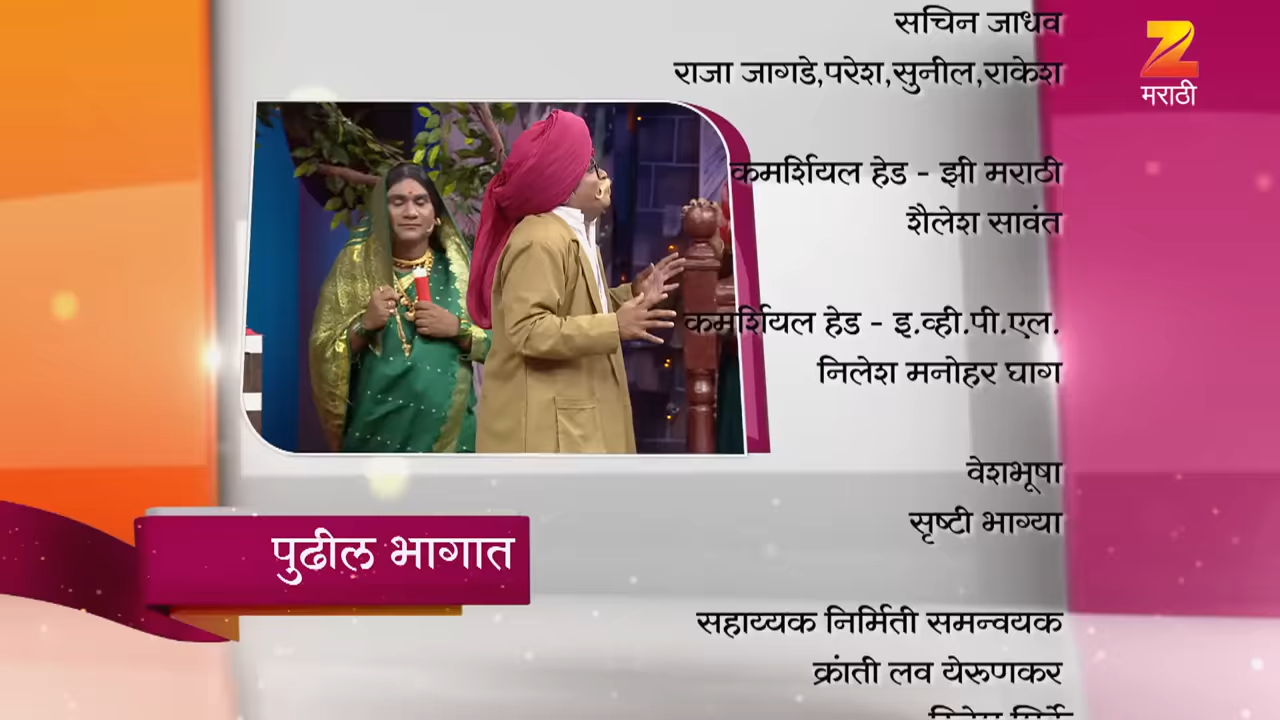 सचिन जाधव
राजा जागडे,परेश,सुनील,राकेश
मराठी
कमर्शियल हेड - झी मराठी
शैलेश सावंत
कमर्शियल हेड - इ.व्ही.पी.एल.
निलेश मनोहर घाग
वेशभूषा
सृष्टी भाग्या
पुढील भागात
सहाय्यक निर्मिती समन्वयक
क्रांती लव येरूणकर